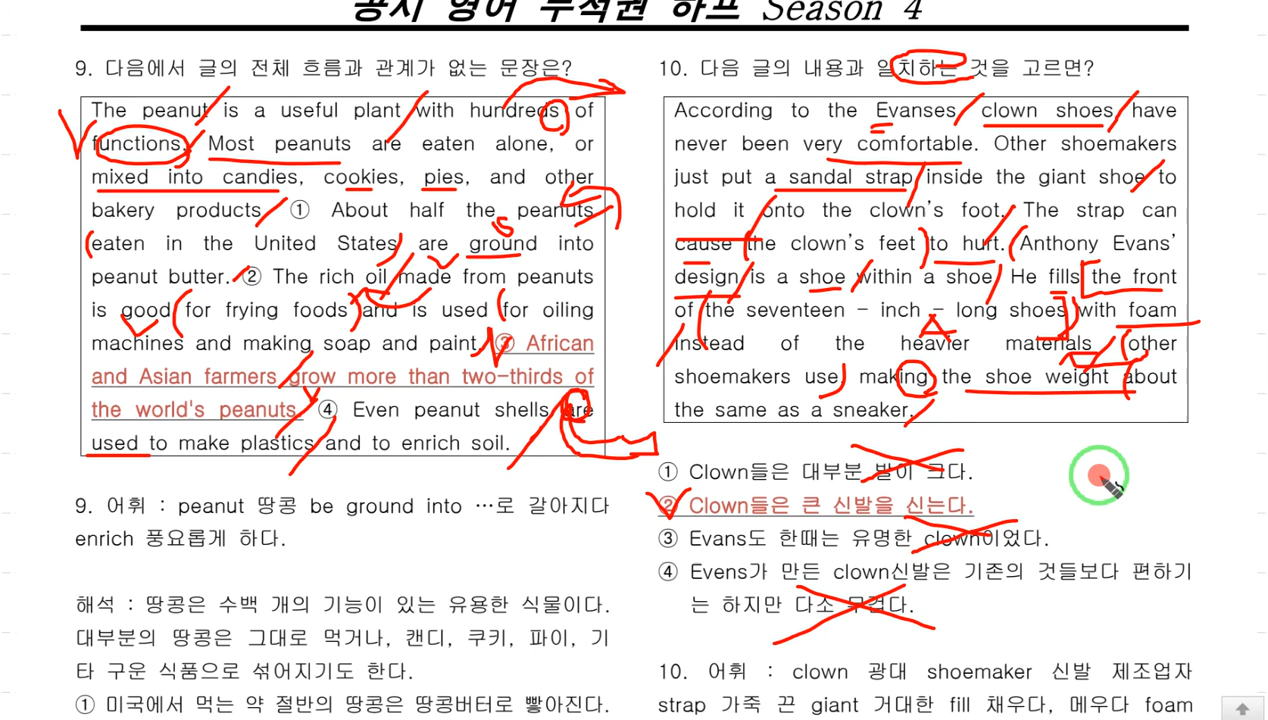 공시 영어 무적권 하프 Season 4
9. 다음에서 글의 전체 흐름과 관계가 없는 문장은?
The peanut is a useful plant with hundreds of
functions. Most peanuts are eaten alone, or
mixed into candies, cookies, pies, and other
bakery products. ① About half the peanuts
eaten in the United States are ground into
peanut butter. ② The rich oil made from peanuts
is good for frying foods and is used for oiling
machines and making soap and paint. ③ African
and Asian farmers grow more than two-thirds of
the world's peanuts. ④ Even peanut shells are
used to make plastics and to enrich soil.
9. 어휘 : peanut 땅콩 be ground into …로 갈아지다
enrich 풍요롭게 하다.
해석 : 땅콩은 수백 개의 기능이 있는 유용한 식물이다.
대부분의 땅콩은 그대로 먹거나, 캔디, 쿠키, 파이, 기
타 구운 식품으로 섞어지기도 한다.
① 미국에서 먹는 약 절반의 땅콩은 땅콩버터로 빻아진다.
10. 다음 글의 내용과 일치하는 것을 고르면?
According to the Evanses, clown shoes have
never been very comfortable. Other shoemakers
just put a sandal strap inside the giant shoe to
hold it onto the clown's foot. The strap can
cause the clown's feet to hurt. Anthony Evans'
design is a shoe within a shoe. He fills the front
of the seventeen - inch - long shoes with foam
instead of the heavier materials other
shoemakers use, making the shoe weight about
the same as a sneaker.
① Clown들은 대부분 발이 크다.
② Clown들은 큰 신발을 신는다.
③ Evans도 한때는 유명한 clown이었다.
④ Evens가 만든 clown신발은 기존의 것들보다 편하기
는 하지만 다소 무겁다.
10. 어휘 : clown 광대 shoemaker 신발 제조업자
strap 가죽 끈 giant 거대한 fill 채우다, 메우다 foam